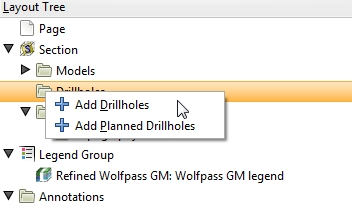 Layout Tree
Page
Section
Models
Drillholes
Add Drillholes
Add Planned Drillholes
Legend Group
Refined Wolfpass GM: Wolfpass GM legend
Annotations